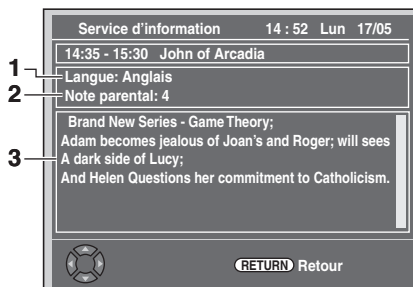 Service d'information 14 : 52 Lun 17/05
14:35 - 15:30 John of Arcadia
1 Langue: Anglais
2 Note parental: 4
Brand New Series - Game Theory;
Adam becomes jealous of Joan's and Roger; will sees
3 A dark side of Lucy;
And Helen Questions her commitment to Catholicism.
RETURN Retour